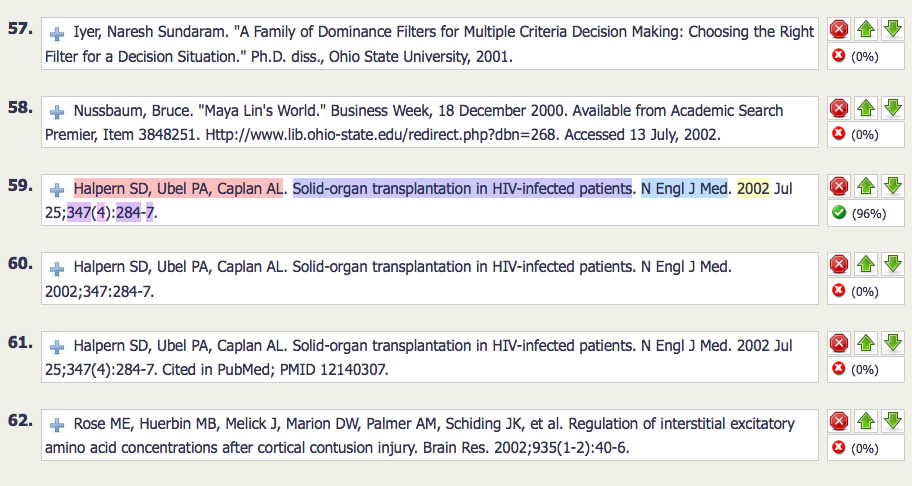 57. Iyer, Naresh Sundaram. "A Family of Dominance Filters for Multiple Criteria Decision Making: Choosing the Right
Filter for a Decision Situation." Ph.D. diss., Ohio State University, 2001.
(0%)
58. Nussbaum, Bruce. "Maya Lin's World." Business Week, 18 December 2000. Available from Academic Search
Premier, Item 3848251. Http://www.lib.ohio-state.edu/redirect.php?dbn=268. Accessed 13 July, 2002.
(0%)
59. Halpern SD, Ubel PA, Caplan AL. Solid-organ transplantation in HIV-infected patients. N Engl J Med. 2002 Jul
25;347(4):284-7.
(96%)
60. Halpern SD, Ubel PA, Caplan AL. Solid-organ transplantation in HIV-infected patients. N Engl J Med.
2002;347:284-7.
(0%)
61. Halpern SD, Ubel PA, Caplan AL. Solid-organ transplantation in HIV-infected patients. N Engl J Med. 2002 Jul
25;347(4):284-7. Cited in PubMed; PMID 12140307.
(0%)
62. Rose ME, Huerbin MB, Melick J, Marion DW, Palmer AM, Schiding JK, et al. Regulation of interstitial excitatory
amino acid concentrations after cortical contusion injury. Brain Res. 2002;935(1-2):40-6.
(0%)